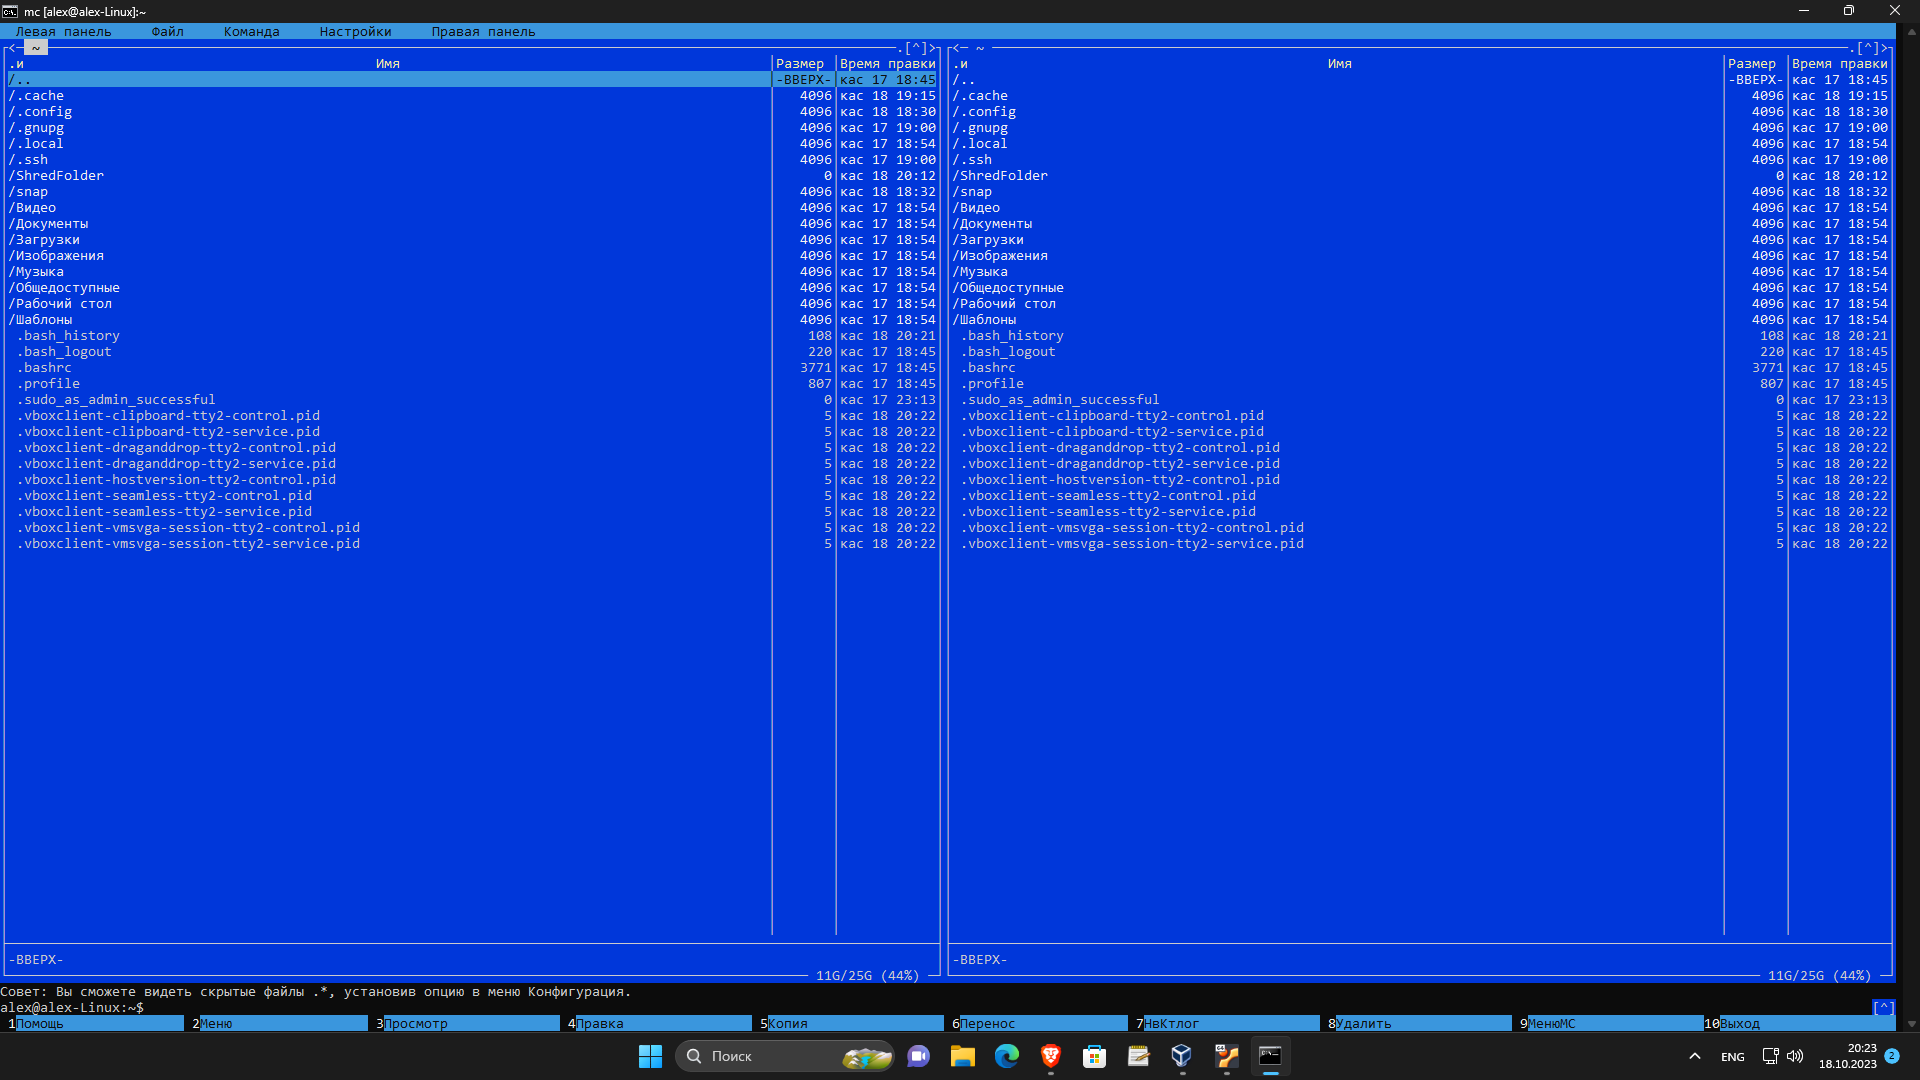 mc [alex@alex-Linux]:~
Левая панель Файл Команда Настройки Правая панель
<─ ~ .[^]>
.и Имя Размер Время правки
/.. -ВВЕРХ- кас 17 18:45
/.cache 4096 кас 18 19:15
/.config 4096 кас 18 18:30
/.gnupg 4096 кас 17 19:00
/.local 4096 кас 17 18:54
/.ssh 4096 кас 17 19:00
/ShredFolder 0 кас 18 20:12
/snap 4096 кас 18 18:32
/Видео 4096 кас 17 18:54
/Документы 4096 кас 17 18:54
/Загрузки 4096 кас 17 18:54
/Изображения 4096 кас 17 18:54
/Музыка 4096 кас 17 18:54
/Общедоступные 4096 кас 17 18:54
/Рабочий стол 4096 кас 17 18:54
/Шаблоны 4096 кас 17 18:54
.bash_history 108 кас 18 20:21
.bash_logout 220 кас 17 18:45
.bashrc 3771 кас 17 18:45
.profile 807 кас 17 18:45
.sudo_as_admin_successful 0 кас 17 23:13
.vboxclient-clipboard-tty2-control.pid 5 кас 18 20:22
.vboxclient-clipboard-tty2-service.pid 5 кас 18 20:22
.vboxclient-draganddrop-tty2-control.pid 5 кас 18 20:22
.vboxclient-draganddrop-tty2-service.pid 5 кас 18 20:22
.vboxclient-hostversion-tty2-control.pid 5 кас 18 20:22
.vboxclient-seamless-tty2-control.pid 5 кас 18 20:22
.vboxclient-seamless-tty2-service.pid 5 кас 18 20:22
.vboxclient-vmsvga-session-tty2-control.pid 5 кас 18 20:22
.vboxclient-vmsvga-session-tty2-service.pid 5 кас 18 20:22
-ВВЕРХ-
11G/25G (44%)
<─ ~ .[^]>
.и Имя Размер Время правки
/.. -ВВЕРХ- кас 17 18:45
/.cache 4096 кас 18 19:15
/.config 4096 кас 18 18:30
/.gnupg 4096 кас 17 19:00
/.local 4096 кас 17 18:54
/.ssh 4096 кас 17 19:00
/ShredFolder 0 кас 18 20:12
/snap 4096 кас 18 18:32
/Видео 4096 кас 17 18:54
/Документы 4096 кас 17 18:54
/Загрузки 4096 кас 17 18:54
/Изображения 4096 кас 17 18:54
/Музыка 4096 кас 17 18:54
/Общедоступные 4096 кас 17 18:54
/Рабочий стол 4096 кас 17 18:54
/Шаблоны 4096 кас 17 18:54
.bash_history 108 кас 18 20:21
.bash_logout 220 кас 17 18:45
.bashrc 3771 кас 17 18:45
.profile 807 кас 17 18:45
.sudo_as_admin_successful 0 кас 17 23:13
.vboxclient-clipboard-tty2-control.pid 5 кас 18 20:22
.vboxclient-clipboard-tty2-service.pid 5 кас 18 20:22
.vboxclient-draganddrop-tty2-control.pid 5 кас 18 20:22
.vboxclient-draganddrop-tty2-service.pid 5 кас 18 20:22
.vboxclient-hostversion-tty2-control.pid 5 кас 18 20:22
.vboxclient-seamless-tty2-control.pid 5 кас 18 20:22
.vboxclient-seamless-tty2-service.pid 5 кас 18 20:22
.vboxclient-vmsvga-session-tty2-control.pid 5 кас 18 20:22
.vboxclient-vmsvga-session-tty2-service.pid 5 кас 18 20:22
-ВВЕРХ-
11G/25G (44%)
Совет: Вы сможете видеть скрытые файлы .*, установив опцию в меню Конфигурация.
alex@alex-Linux:~$ [^]
1Помощь 2Меню 3Просмотр 4Правка 5Копия 6Перенос 7НвКтлог 8Удалить 9МенюMC 10Выход
Поиск ENG 20:23
18.10.2023 2